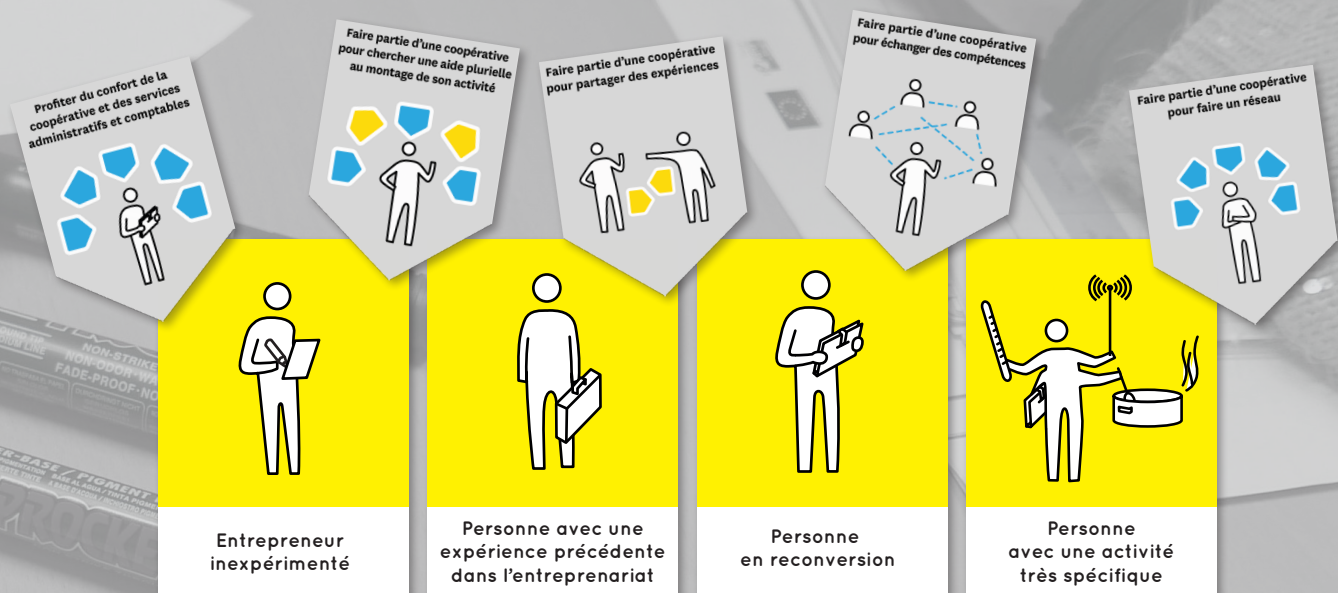 Profiter du confort de la
coopérative et des services
administratifs et comptables
Faire partie d'une coopérative
pour chercher une aide plurielle
au montage de son activité
Faire partie d'une coopérative
pour partager des expériences
Faire partie d'une coopérative
pour échanger des compétences
Faire partie d'une coopérative
pour faire un réseau
NON-STRIKE
NON-ODOR
FADE-PROOF
BASE / PIGMENT
PROCKE
Entrepreneur
inexpérimenté
Personne avec une
expérience précédente
dans l'entreprenariat
Personne
en reconversion
Personne
avec une activité
très spécifique